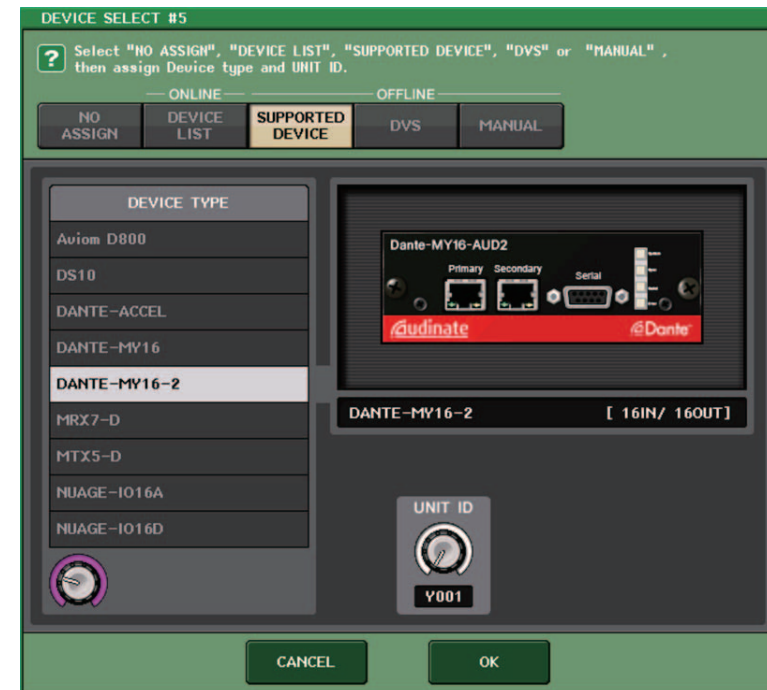 DEVICE SELECT #5
? Select "NO ASSIGN", "DEVICE LIST", "SUPPORTED DEVICE", "DVS" or "MANUAL" ,
then assign Device type and UNIT ID.
ONLINE OFFLINE
NO ASSIGN
DEVICE LIST
SUPPORTED DEVICE
DVS
MANUAL
DEVICE TYPE
Aviom D800
DS10
DANTE-ACCEL
DANTE-MY16
DANTE-MY16-2
MRX7-D
MTX5-D
NUAGE-IO16A
NUAGE-IO16D
Dante-MY16-AUD2
Primary Secondary Serial
Audinate Dante
DANTE-MY16-2 [ 16IN/ 16OUT]
UNIT ID
Y001
CANCEL OK